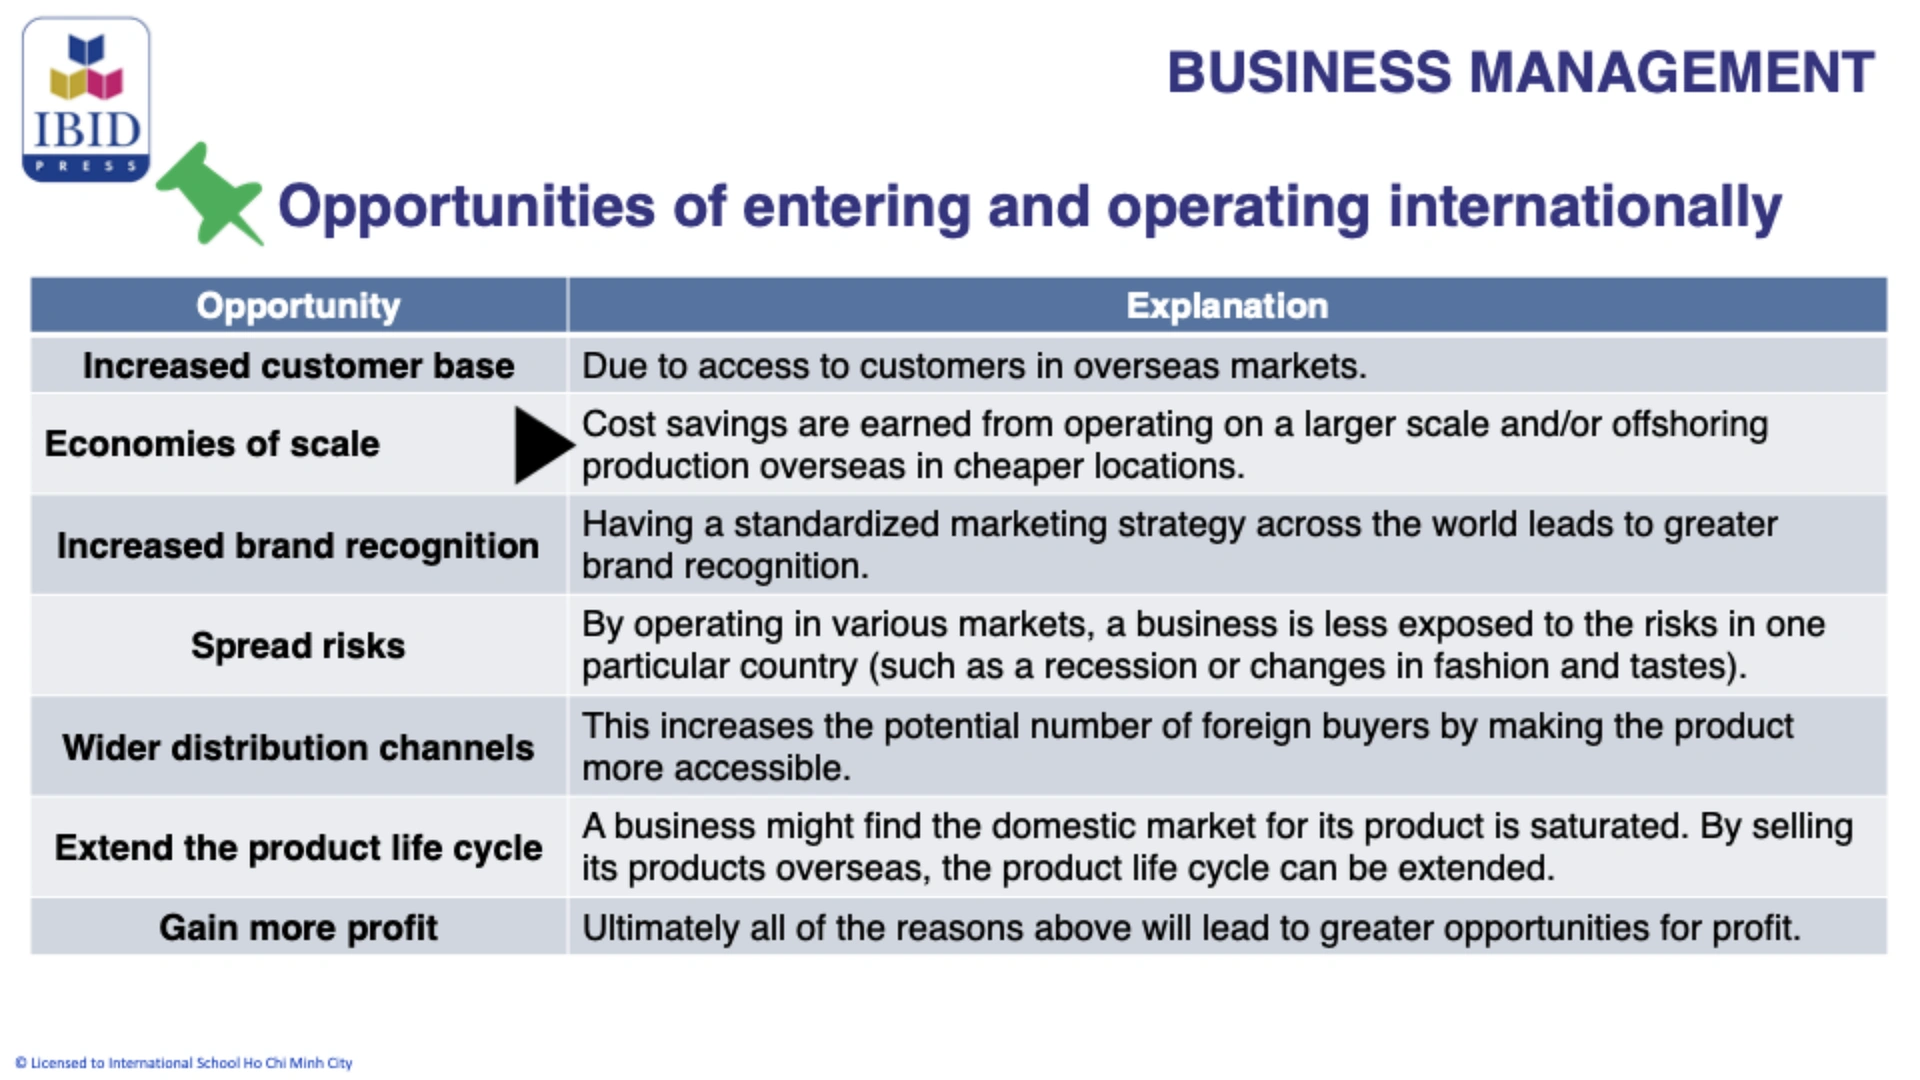 IBID
PRESS
BUSINESS MANAGEMENT
Opportunities of entering and operating internationally
Opportunity
Explanation
Increased customer base
Due to access to customers in overseas markets.
Economies of scale
Cost savings are earned from operating on a larger scale and/or offshoring
production overseas in cheaper locations.
Increased brand recognition
Having a standardized marketing strategy across the world leads to greater
brand recognition.
Spread risks
By operating in various markets, a business is less exposed to the risks in one
particular country (such as a recession or changes in fashion and tastes).
Wider distribution channels
This increases the potential number of foreign buyers by making the product
more accessible.
Extend the product life cycle
A business might find the domestic market for its product is saturated. By selling
its products overseas, the product life cycle can be extended.
Gain more profit
Ultimately all of the reasons above will lead to greater opportunities for profit.
© Licensed to International School Ho Chi Minh City